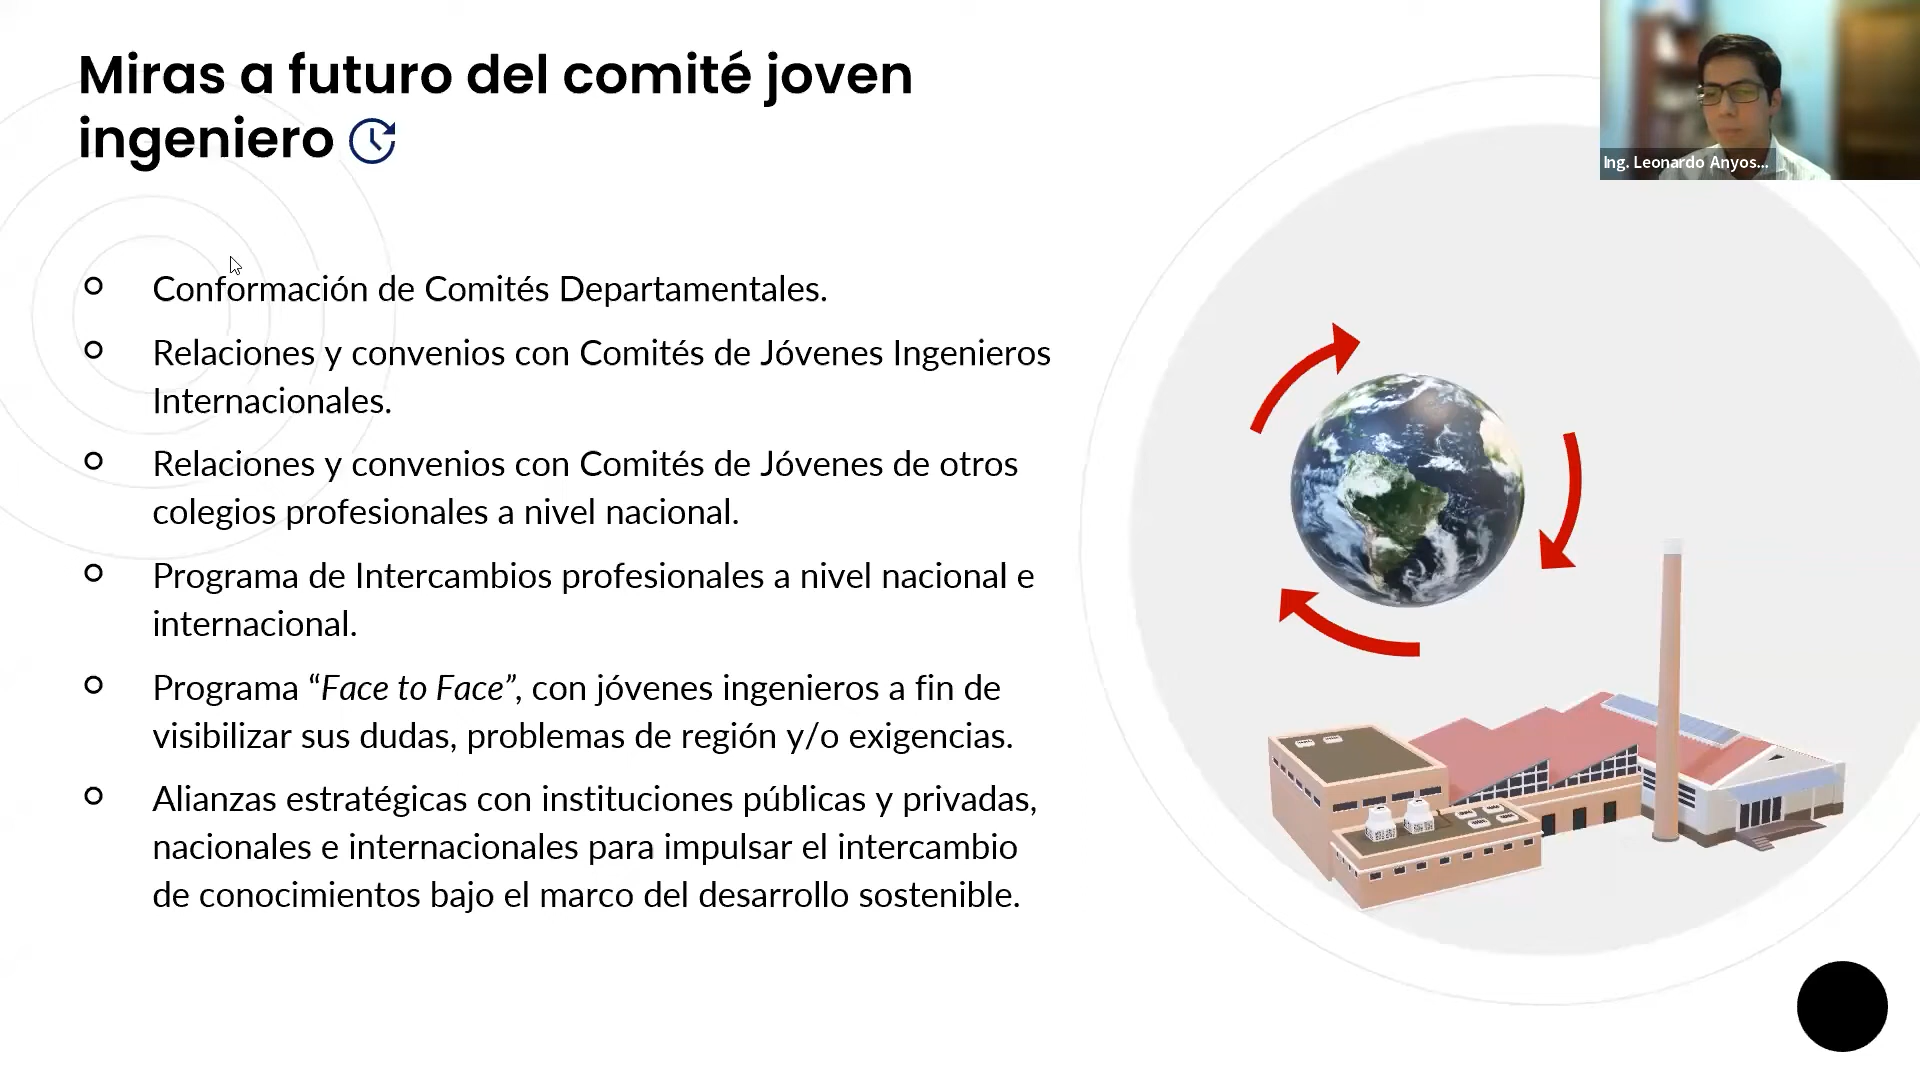 Miras a futuro del comité joven
ingeniero
Ing. Leonardo Anyos...
Conformación de Comités Departamentales.
Relaciones y convenios con Comités de Jóvenes Ingenieros
Internacionales.
Relaciones y convenios con Comités de Jóvenes de otros
colegios profesionales a nivel nacional.
Programa de Intercambios profesionales a nivel nacional e
internacional.
Programa “Face to Face”, con jóvenes ingenieros a fin de
visibilizar sus dudas, problemas de región y/o exigencias.
Alianzas estratégicas con instituciones públicas y privadas,
nacionales e internacionales para impulsar el intercambio
de conocimientos bajo el marco del desarrollo sostenible.